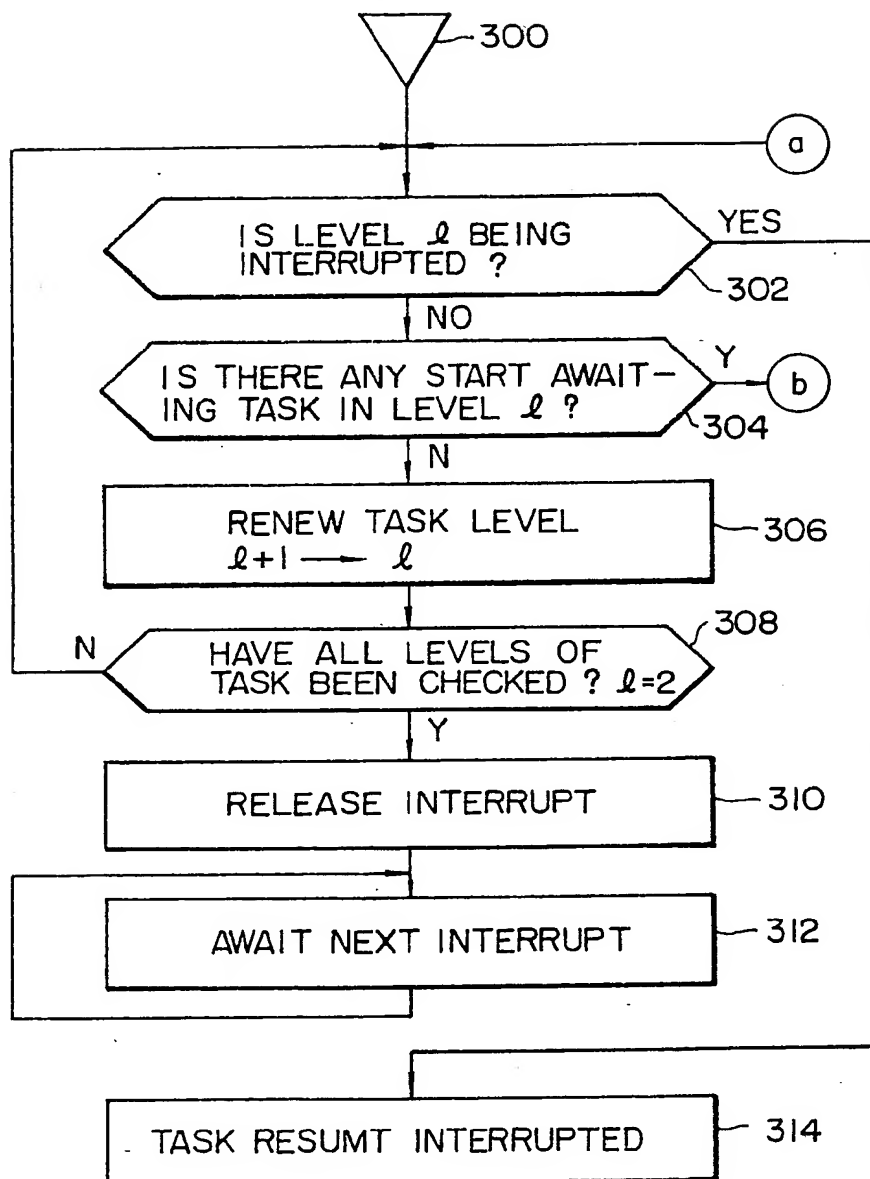 300
a
IS LEVEL ℓ BEING
INTERRUPTED ?
YES
302
NO
IS THERE ANY START AWAIT-
ING TASK IN LEVEL ℓ ?
Y
b
304
N
RENEW TASK LEVEL
ℓ+1 → ℓ
306
308
N
HAVE ALL LEVELS OF
TASK BEEN CHECKED ? ℓ=2
Y
RELEASE INTERRUPT
310
AWAIT NEXT INTERRUPT
312
TASK RESUMT INTERRUPTED
314